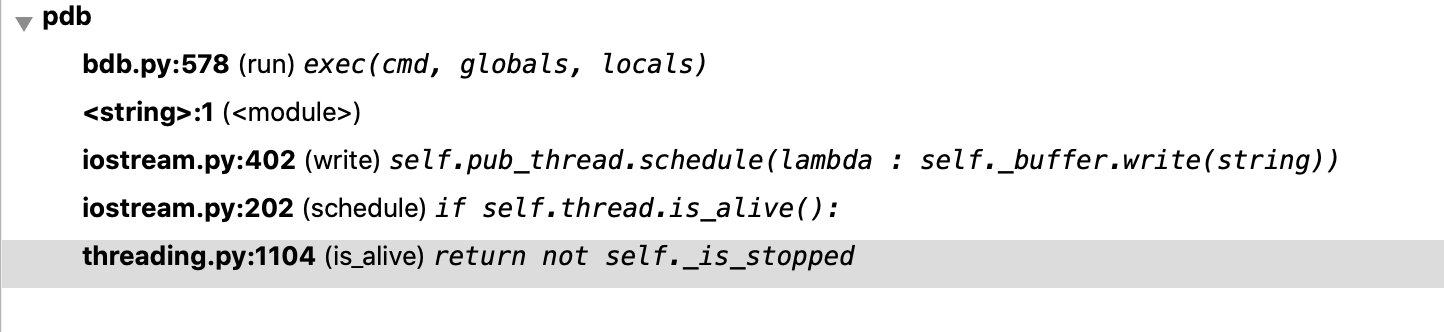 pdb
bdb.py:578 (run) exec(cmd, globals, locals)
<string>:1 (<module>)
iostream.py:402 (write) self.pub_thread.schedule(lambda : self._buffer.write(string))
iostream.py:202 (schedule) if self.thread.is_alive():
threading.py:1104 (is_alive) return not self._is_stopped